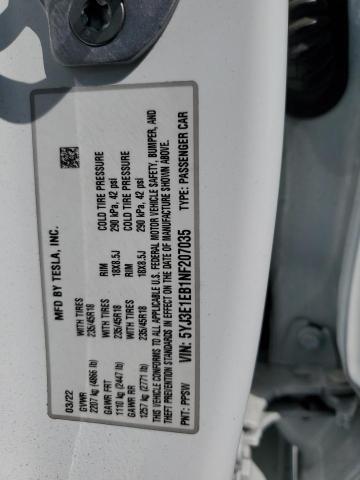 MFD BY TESLA, INC.
03/22
GVWR
2207 kg (4866 lb)
WITH TIRES
235/45R18
RIM
18X8.5J
COLD TIRE PRESSURE
290 kPa, 42 psi
GAWR FRT
1110 kg (2447 lb)
WITH TIRES
235/45R18
RIM
18X8.5J
COLD TIRE PRESSURE
290 kPa, 42 psi
GAWR RR
1257 kg (2771 lb)
THIS VEHICLE CONFORMS TO ALL APPLICABLE U.S. FEDERAL MOTOR VEHICLE SAFETY, BUMPER, AND
THEFT PREVENTION STANDARDS IN EFFECT ON THE DATE OF MANUFACTURE SHOWN ABOVE.
VIN: 5YJ3E1EB1NF207035 TYPE: PASSENGER CAR
PNT: PPSW